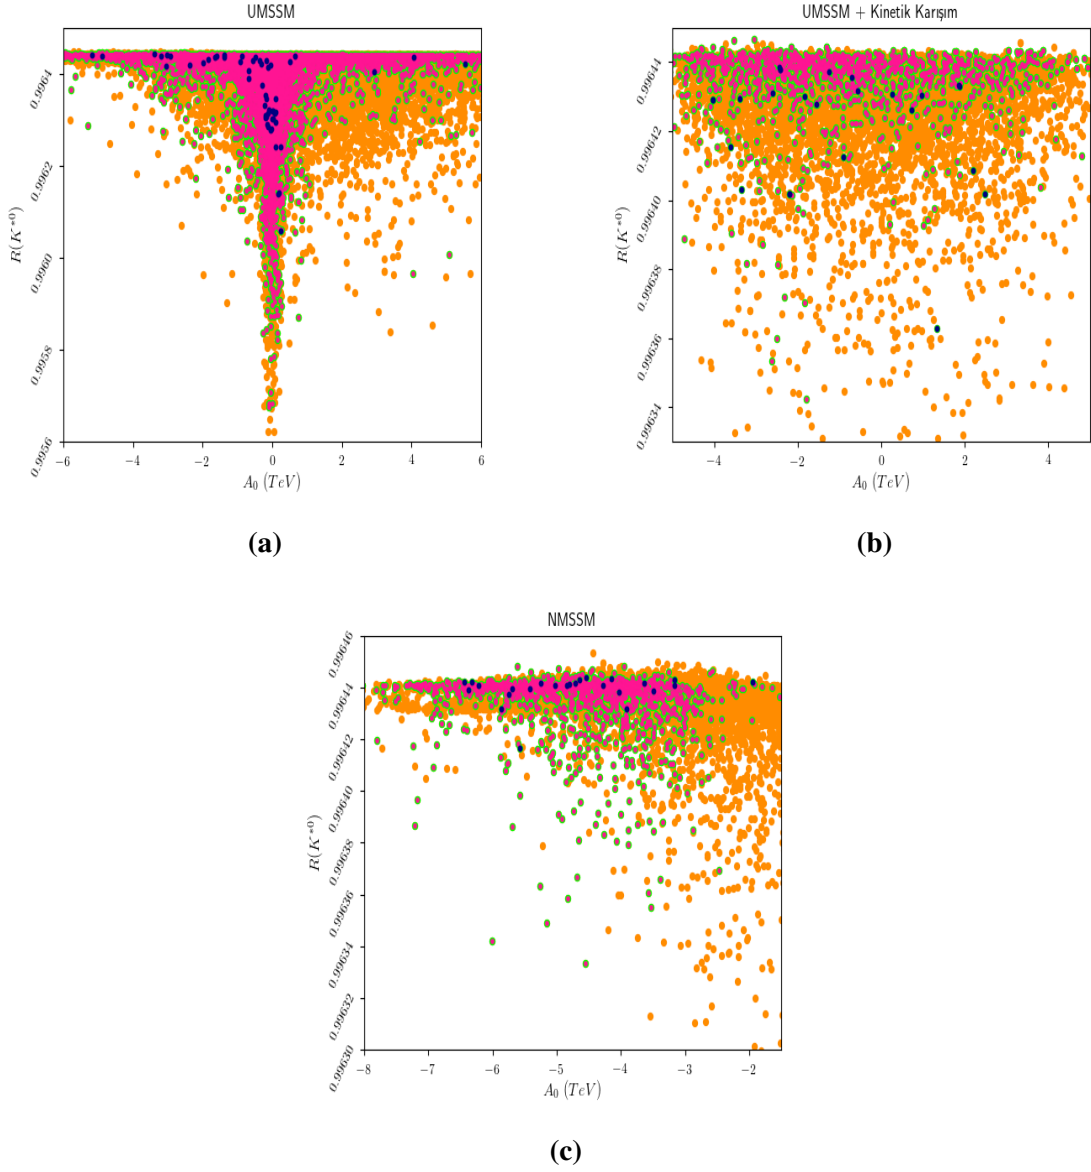 UMSSM
R(K*0)
0.9964
0.9962
0.9960
0.9958
0.9956
−6 −4 −2 0 2 4 6
A0 (TeV)
(a)
UMSSM + Kinetik Karışım
R(K*0)
0.99644
0.99642
0.99640
0.99638
0.99636
0.99634
−4 −2 0 2 4
A0 (TeV)
(b)
NMSSM
R(K*0)
0.99646
0.99644
0.99642
0.99640
0.99638
0.99636
0.99634
0.99632
0.99630
−8 −7 −6 −5 −4 −3 −2
A0 (TeV)
(c)